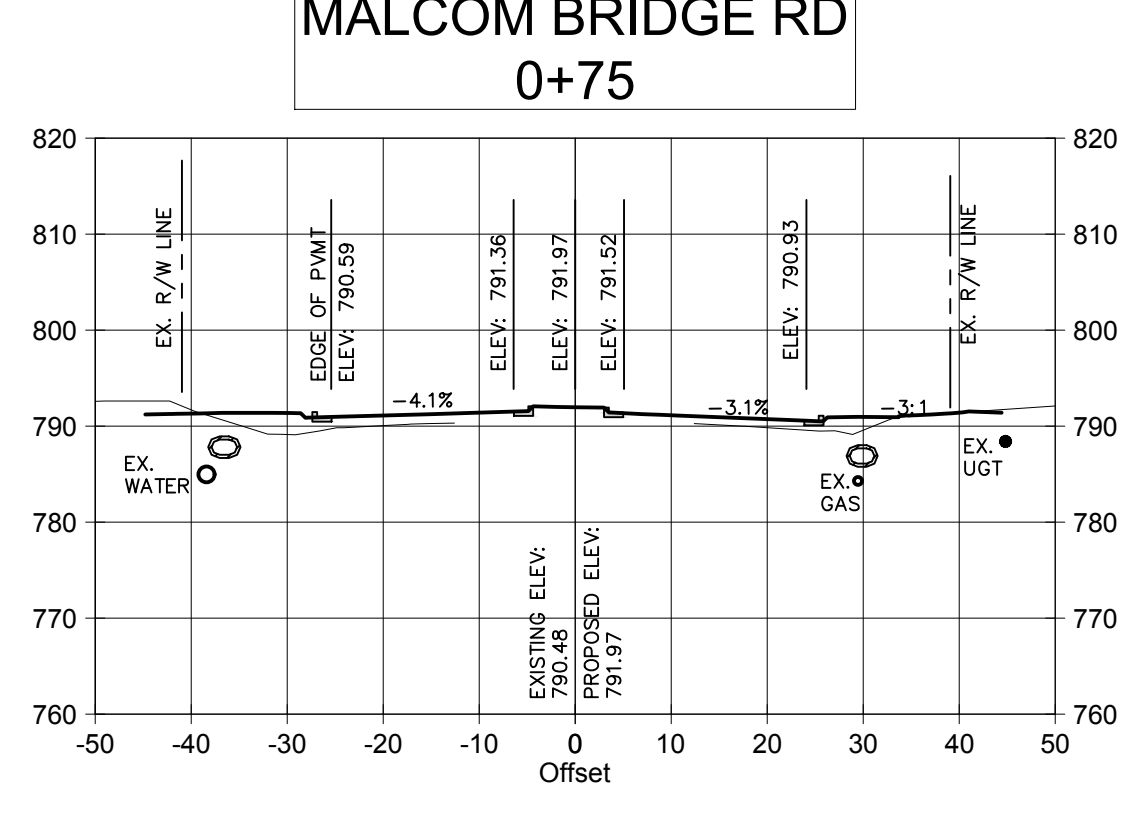 MALCOM BRIDGE RD
0+75
820
820
810
810
800
800
790
790
780
780
770
770
760
760
EX. R/W LINE
EDGE OF PVMT
ELEV: 790.59
ELEV: 791.36
ELEV: 791.97
ELEV: 791.52
ELEV: 790.93
EX. R/W LINE
-4.1%
-3.1%
-3:1
EX.
WATER
EX.
GAS
EX.
UGT
EXISTING ELEV:
790.48
PROPOSED ELEV:
791.97
-50 -40 -30 -20 -10 0 10 20 30 40 50
Offset